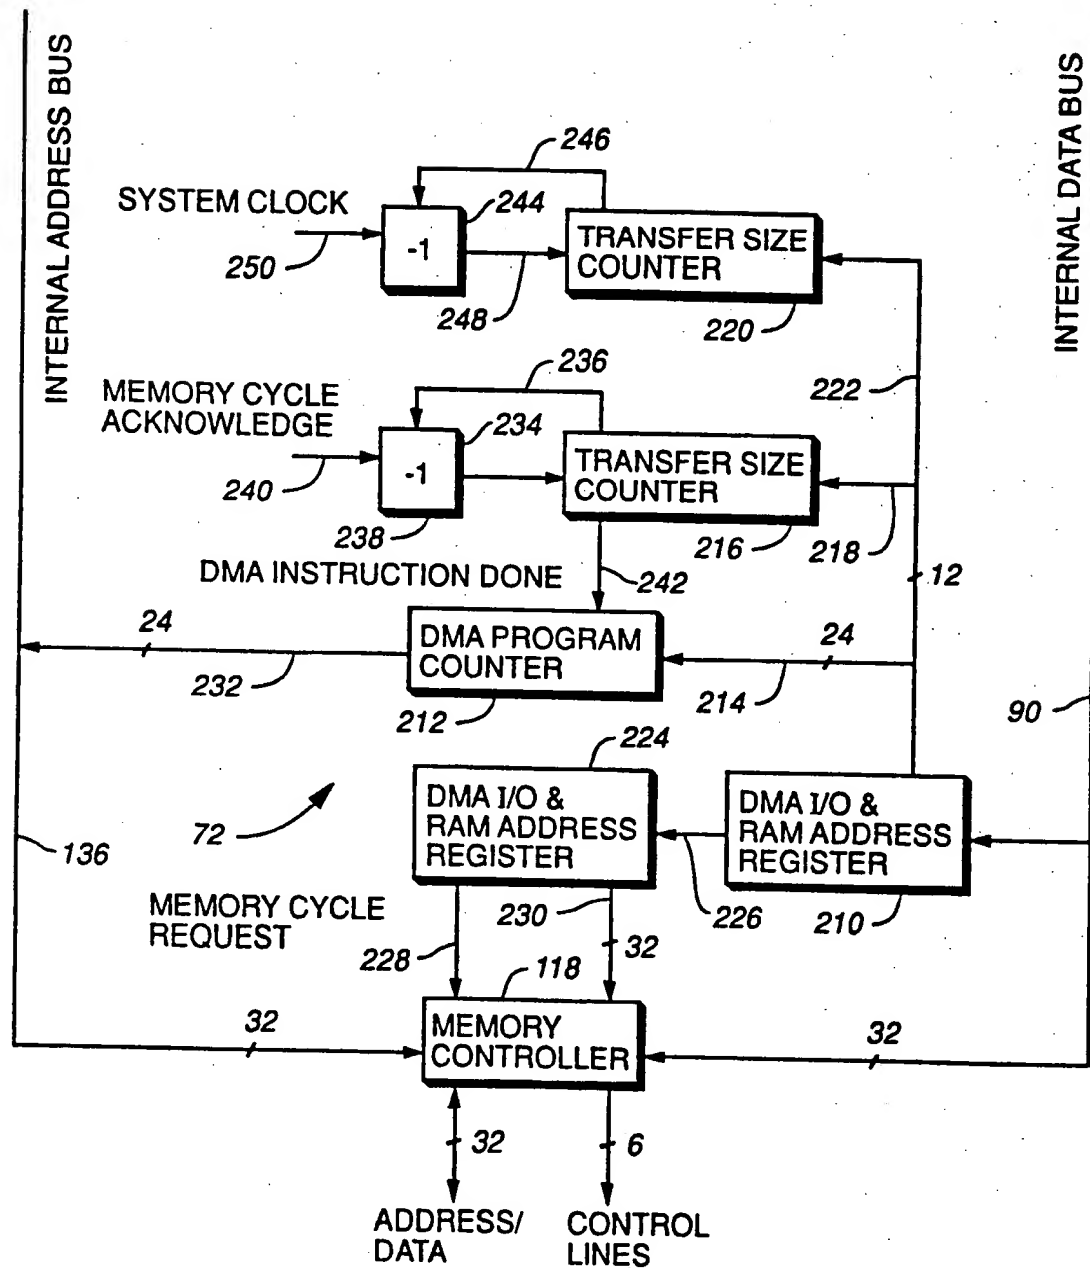 INTERNAL ADDRESS BUS
INTERNAL DATA BUS
246
SYSTEM CLOCK
244
-1
TRANSFER SIZE
COUNTER
250
248
220
222
236
MEMORY CYCLE
ACKNOWLEDGE
234
-1
TRANSFER SIZE
COUNTER
240
238
216
218
DMA INSTRUCTION DONE
242
12
24
DMA PROGRAM
COUNTER
24
232
212
214
90
224
DMA I/O &
RAM ADDRESS
REGISTER
DMA I/O &
RAM ADDRESS
REGISTER
72
136
MEMORY CYCLE
REQUEST
230
226
210
228
32
118
32
MEMORY
CONTROLLER
32
32
6
ADDRESS/
DATA
CONTROL
LINES